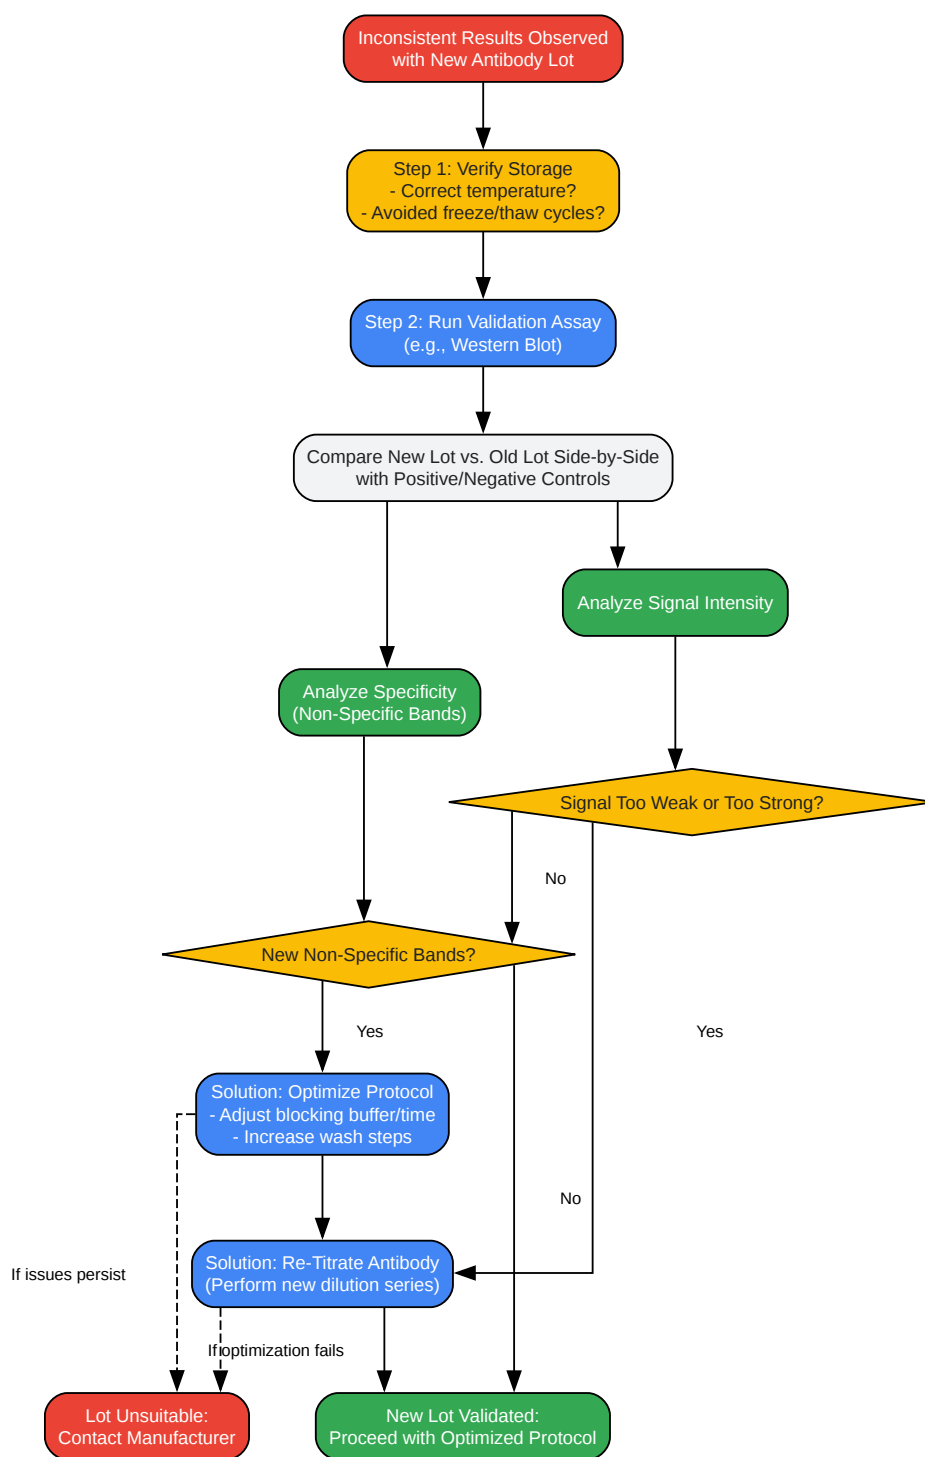 Inconsistent Results Observed
with New Antibody Lot
Step 1: Verify Storage
- Correct temperature?
- Avoided freeze/thaw cycles?
Step 2: Run Validation Assay
(e.g., Western Blot)
Compare New Lot vs. Old Lot Side-by-Side
with Positive/Negative Controls
Analyze Signal Intensity
Analyze Specificity
(Non-Specific Bands)
Signal Too Weak or Too Strong?
No
New Non-Specific Bands?
Yes
Yes
Solution: Optimize Protocol
- Adjust blocking buffer/time
- Increase wash steps
No
Solution: Re-Titrate Antibody
(Perform new dilution series)
If issues persist
If optimization fails
Lot Unsuitable:
Contact Manufacturer
New Lot Validated:
Proceed with Optimized Protocol